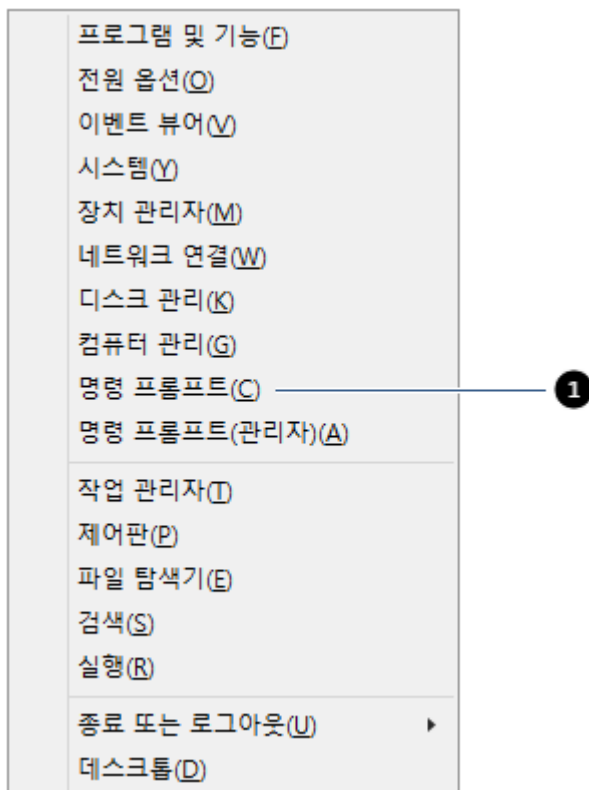 프로그램 및 기능(F)
전원 옵션(O)
이벤트 뷰어(V)
시스템(Y)
장치 관리자(M)
네트워크 연결(W)
디스크 관리(K)
컴퓨터 관리(G)
명령 프롬프트(C) 1
명령 프롬프트(관리자)(A)
작업 관리자(T)
제어판(P)
파일 탐색기(E)
검색(S)
실행(R)
종료 또는 로그아웃(U)
데스크톱(D)